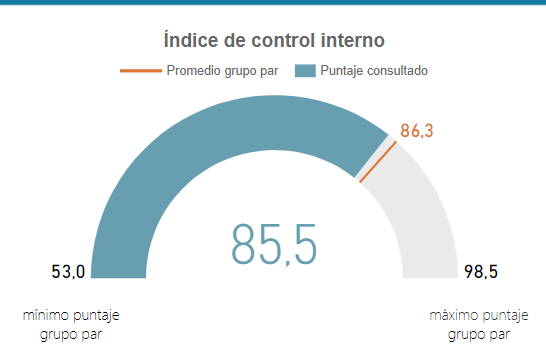 Índice de control interno
Promedio grupo par
Puntaje consultado
86,3
85,5
53,0
98,5
mínimo puntaje
grupo par
máximo puntaje
grupo par